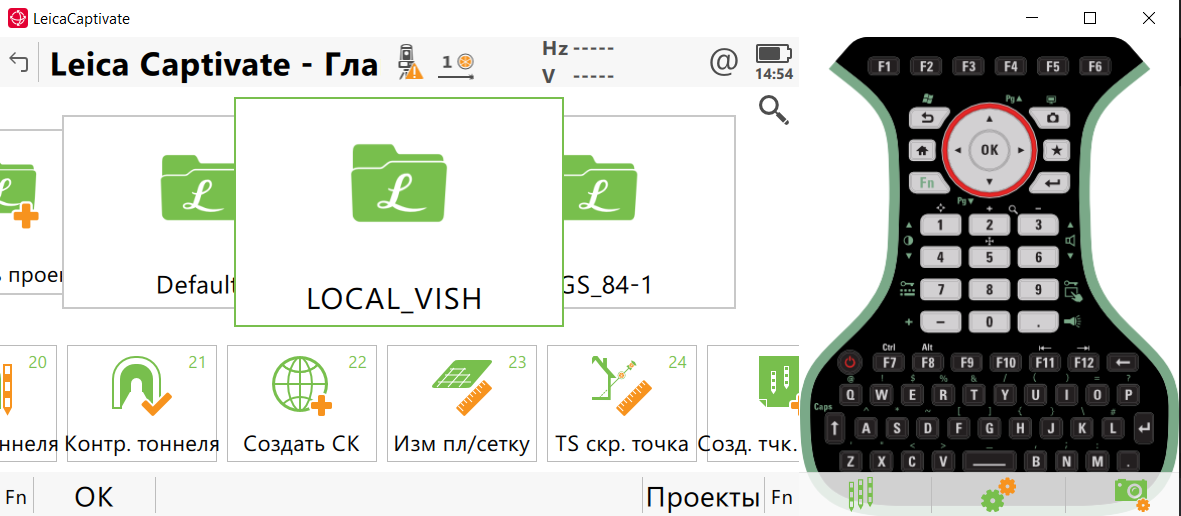 LeicaCaptivate
Leica Captivate - Гла
1
Hz -----
V -----
@
14:54
Default
LOCAL_VISH
GS_84-1
20
21
22
23
24
ннеля
Контр. тоннеля
Создать СК
Изм пл/сетку
TS скр. точка
Созд. тчк.
Fn
OK
Проекты
Fn
F1 F2 F3 F4 F5 F6
Pg▲
OK
Fn
Pg▼
1 2 3
4 5 6
7 8 9
+ - 0 .
Ctrl Alt
F7 F8 F9 F10 F11 F12
Q W E R T Y U I O P
Caps
A S D F G H J K L
Z X C V B N M .